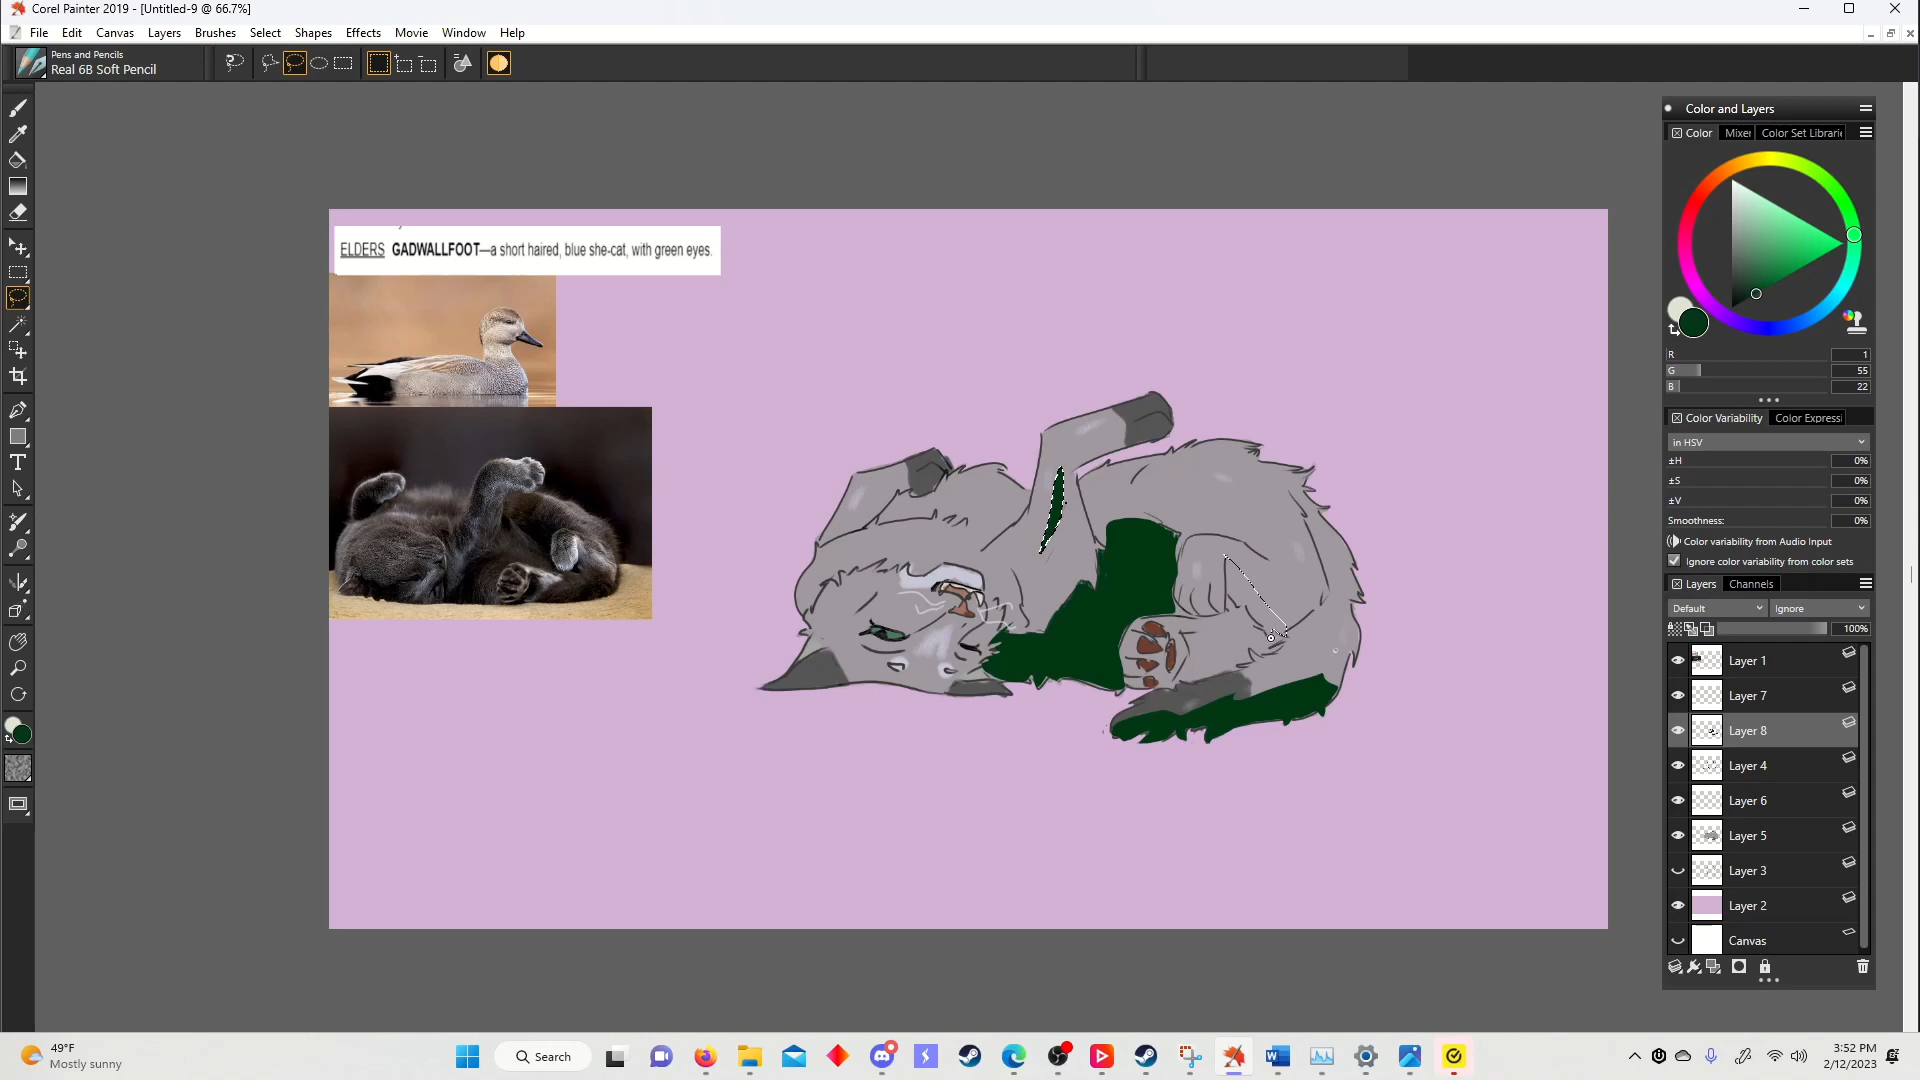 Corel Painter 2019 - [Untitled-9 @ 66.7%]
File Edit Canvas Layers Brushes Select Shapes Effects Movie Window Help
Pens and Pencils
Real 6B Soft Pencil
Color and Layers
Color Mixer Color Set Librari
ELDERS GADWALLFOOT—a short haired, blue she-cat, with green eyes.
R 1
G 55
B 22
Color Variability Color Expressi
in HSV
±H 0%
±S 0%
±V 0%
Smoothness: 0%
Color variability from Audio Input
Ignore color variability from color sets
Layers Channels
Default Ignore
100%
Layer 1
Layer 7
Layer 8
Layer 4
Layer 6
Layer 5
Layer 3
Layer 2
Canvas
49°F
Mostly sunny
Search
3:52 PM
2/12/2023